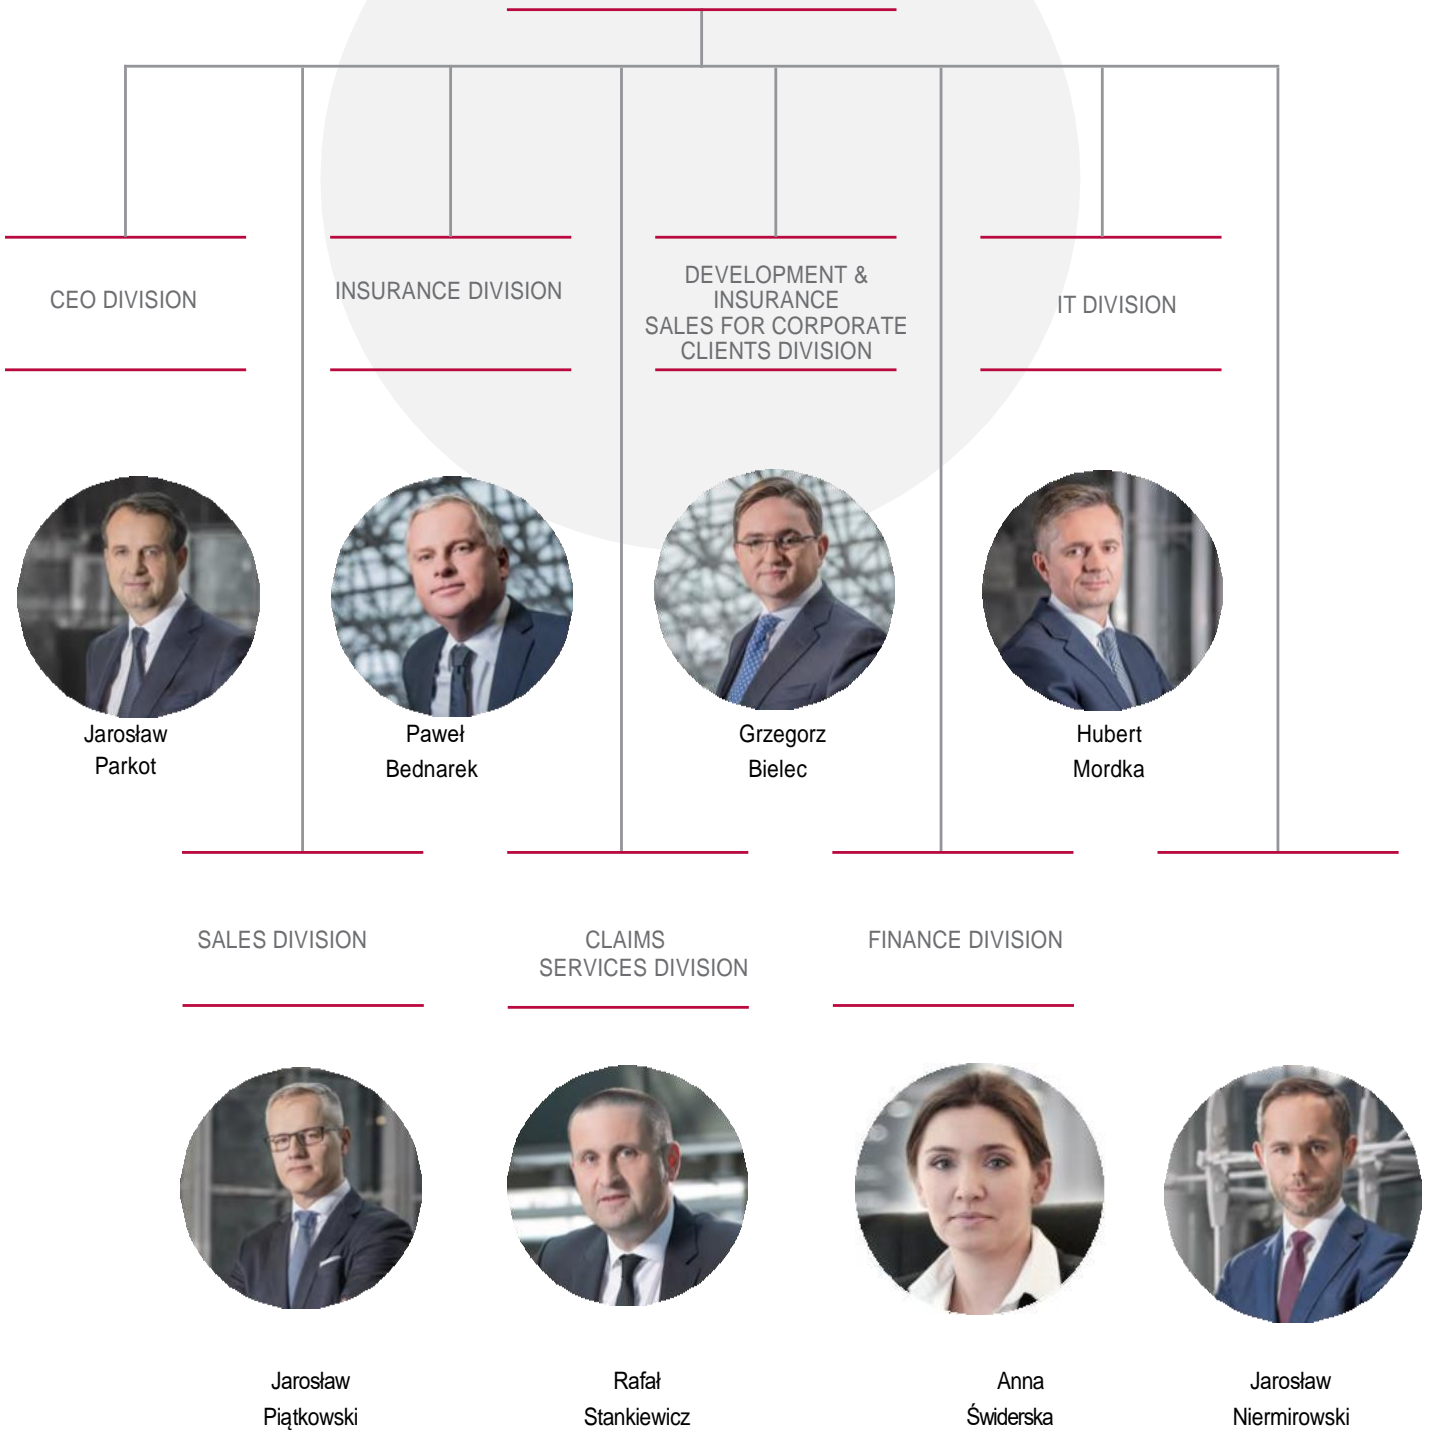 CEO DIVISION
INSURANCE DIVISION
DEVELOPMENT &
INSURANCE
SALES FOR CORPORATE
CLIENTS DIVISION
IT DIVISION
Jarosław
Parkot
Paweł
Bednarek
Grzegorz
Bielec
Hubert
Mordka
SALES DIVISION
CLAIMS
SERVICES DIVISION
FINANCE DIVISION
Jarosław
Piątkowski
Rafał
Stankiewicz
Anna
Świderska
Jarosław
Niermirowski